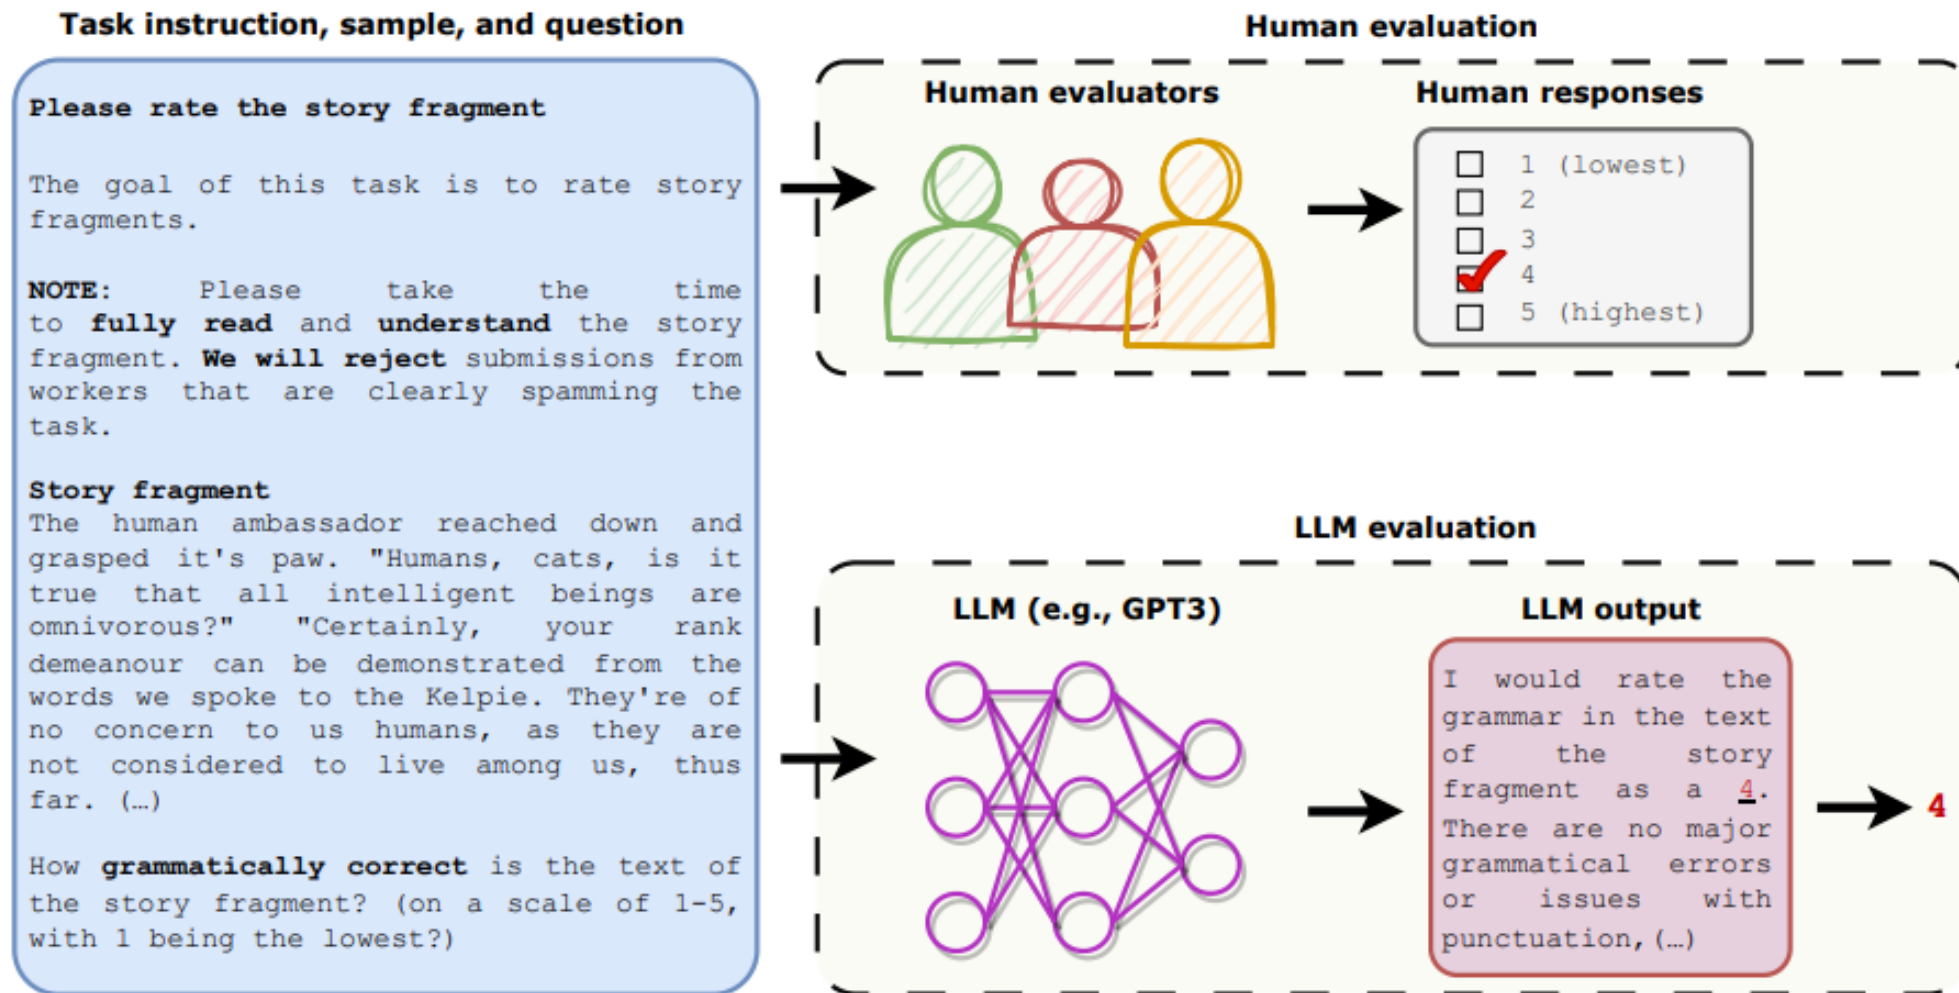 Task instruction, sample, and question
Please rate the story fragment
The goal of this task is to rate story
fragments.
NOTE: Please take the time
to fully read and understand the story
fragment. We will reject submissions from
workers that are clearly spamming the
task.
Story fragment
The human ambassador reached down and
grasped it's paw. "Humans, cats, is it
true that all intelligent beings are
omnivorous?" "Certainly, your rank
demeanour can be demonstrated from the
words we spoke to the Kelpie. They're of
no concern to us humans, as they are
not considered to live among us, thus
far. (…)
How grammatically correct is the text of
the story fragment? (on a scale of 1-5,
with 1 being the lowest?)
Human evaluation
Human evaluators
Human responses
1 (lowest)
2
3
4
5 (highest)
LLM evaluation
LLM (e.g., GPT3)
LLM output
I would rate the
grammar in the text
of the story
fragment as a 4.
There are no major
grammatical errors
or issues with
punctuation,(…)
4